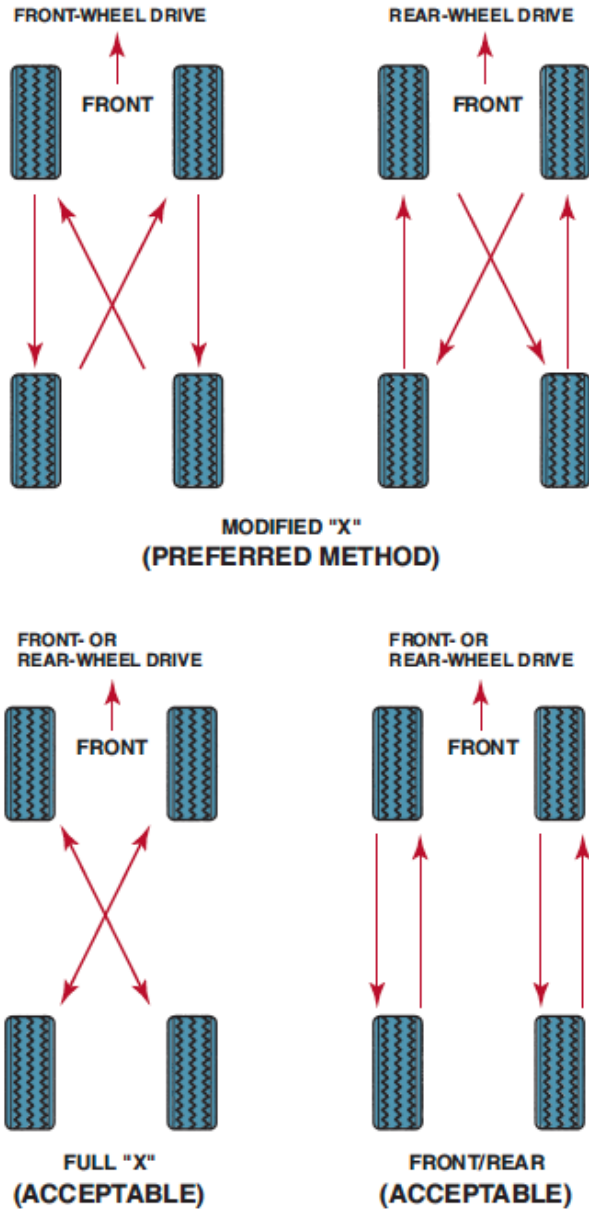 FRONT-WHEEL DRIVE
FRONT
REAR-WHEEL DRIVE
FRONT
MODIFIED "X"
(PREFERRED METHOD)
FRONT- OR
REAR-WHEEL DRIVE
FRONT
FRONT- OR
REAR-WHEEL DRIVE
FRONT
FULL "X"
(ACCEPTABLE)
FRONT/REAR
(ACCEPTABLE)